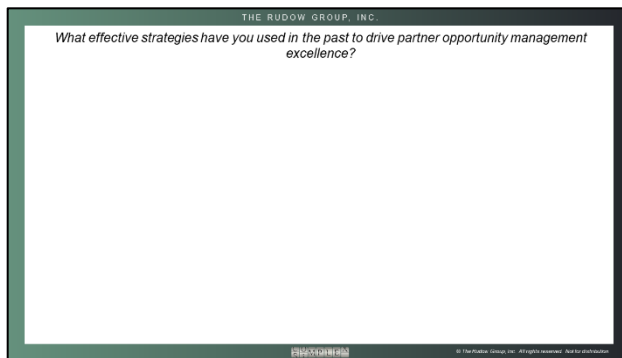 THE RUDOW GROUP, INC.
What effective strategies have you used in the past to drive partner opportunity management
excellence?
© The Rudow Group, Inc. All rights reserved. Not for distribution